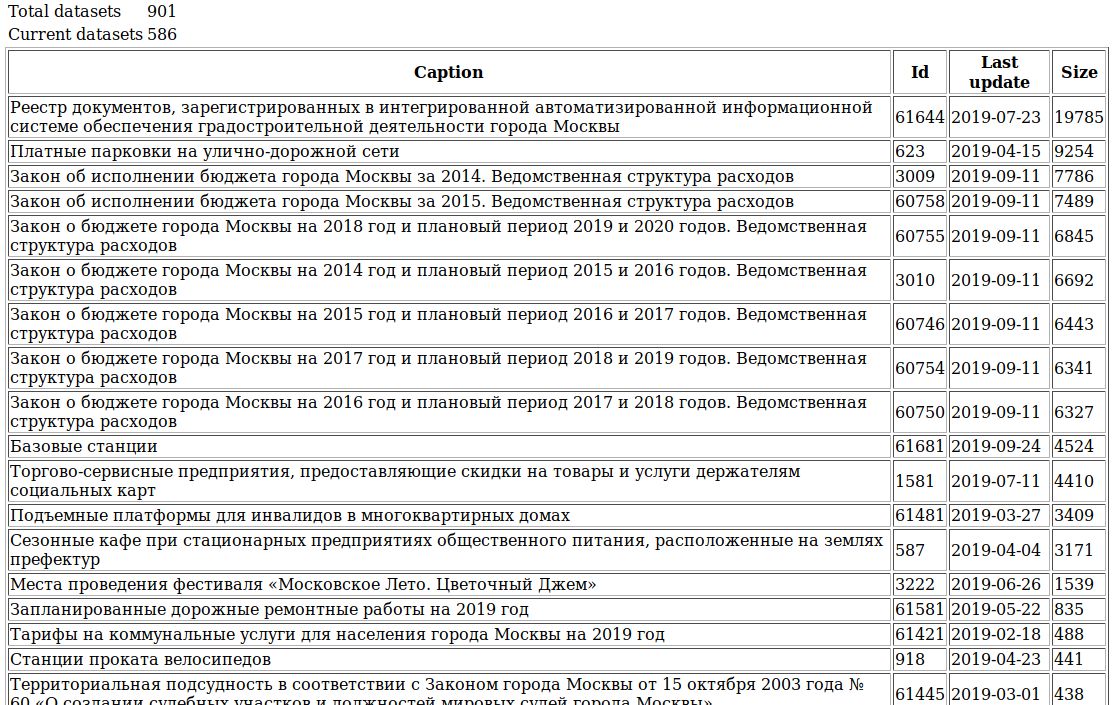 Total datasets 901
Current datasets 586
Caption Id Last update Size
Реестр документов, зарегистрированных в интегрированной автоматизированной информационной
системе обеспечения градостроительной деятельности города Москвы 61644 2019-07-23 19785
Платные парковки на улично-дорожной сети 623 2019-04-15 9254
Закон об исполнении бюджета города Москвы за 2014. Ведомственная структура расходов 3009 2019-09-11 7786
Закон об исполнении бюджета города Москвы за 2015. Ведомственная структура расходов 60758 2019-09-11 7489
Закон о бюджете города Москвы на 2018 год и плановый период 2019 и 2020 годов. Ведомственная
структура расходов 60755 2019-09-11 6845
Закон о бюджете города Москвы на 2014 год и плановый период 2015 и 2016 годов. Ведомственная
структура расходов 3010 2019-09-11 6692
Закон о бюджете города Москвы на 2015 год и плановый период 2016 и 2017 годов. Ведомственная
структура расходов 60746 2019-09-11 6443
Закон о бюджете города Москвы на 2017 год и плановый период 2018 и 2019 годов. Ведомственная
структура расходов 60754 2019-09-11 6341
Закон о бюджете города Москвы на 2016 год и плановый период 2017 и 2018 годов. Ведомственная
структура расходов 60750 2019-09-11 6327
Базовые станции 61681 2019-09-24 4524
Торгово-сервисные предприятия, предоставляющие скидки на товары и услуги держателям
социальных карт 1581 2019-07-11 4410
Подъемные платформы для инвалидов в многоквартирных домах 61481 2019-03-27 3409
Сезонные кафе при стационарных предприятиях общественного питания, расположенные на землях
префектур 587 2019-04-04 3171
Места проведения фестиваля «Московское Лето. Цветочный Джем» 3222 2019-06-26 1539
Запланированные дорожные ремонтные работы на 2019 год 61581 2019-05-22 835
Тарифы на коммунальные услуги для населения города Москвы на 2019 год 61421 2019-02-18 488
Станции проката велосипедов 918 2019-04-23 441
Территориальная подсудность в соответствии с Законом города Москвы от 15 октября 2003 года №
60 «О создании судебных участков и должностей мировых судей города Москвы» 61445 2019-03-01 438